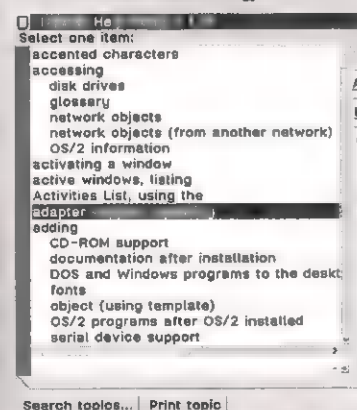 He
Select one item:
accented characters
accessing
disk drives
glossary
network objects
network objects (from another network)
OS/2 information
activating a window
active windows, listing
Activities List, using the
adapter
adding
CD-ROM support
documentation after installation
DOS and Windows programs to the deskt
fonts
object (using template)
OS/2 programs after OS/2 installed
serial device support
Search topics...
Print topic